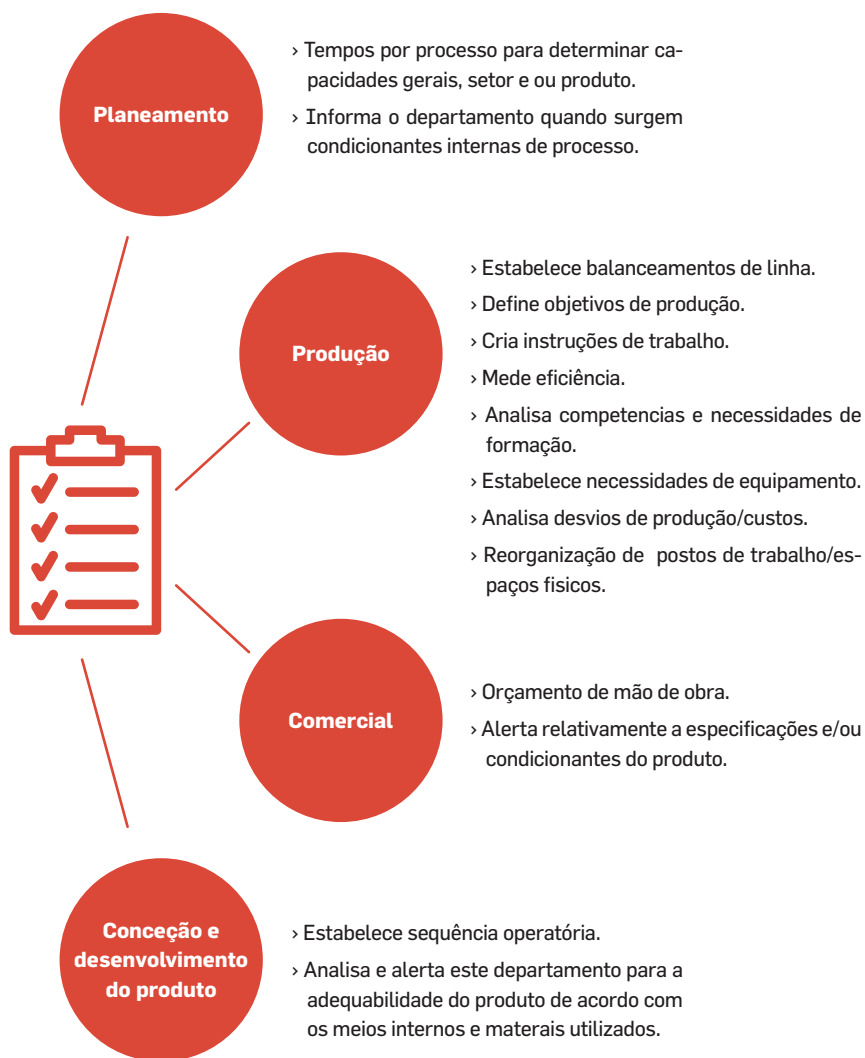 Planeamento
› Tempos por processo para determinar ca-
pacidades gerais, setor e ou produto.
› Informa o departamento quando surgem
condicionantes internas de processo.
Produção
› Estabelece balanceamentos de linha.
› Define objetivos de produção.
› Cria instruções de trabalho.
› Mede eficiência.
› Analisa competencias e necessidades de
formação.
› Estabelece necessidades de equipamento.
› Analisa desvios de produção/custos.
› Reorganização de postos de trabalho/es-
paços fisicos.
Comercial
› Orçamento de mão de obra.
› Alerta relativamente a especificações e/ou
condicionantes do produto.
Conceção e
desenvolvimento
do produto
› Estabelece sequência operatória.
› Analisa e alerta este departamento para a
adequabilidade do produto de acordo com
os meios internos e materais utilizados.